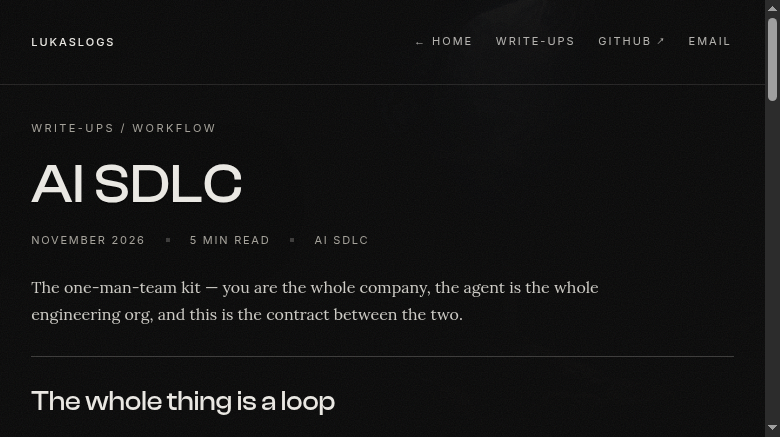 LUKASLOGS
← HOME WRITE-UPS GITHUB ↗ EMAIL
WRITE-UPS / WORKFLOW
AI SDLC
NOVEMBER 2026 5 MIN READ AI SDLC
The one-man-team kit — you are the whole company, the agent is the whole
engineering org, and this is the contract between the two.
The whole thing is a loop